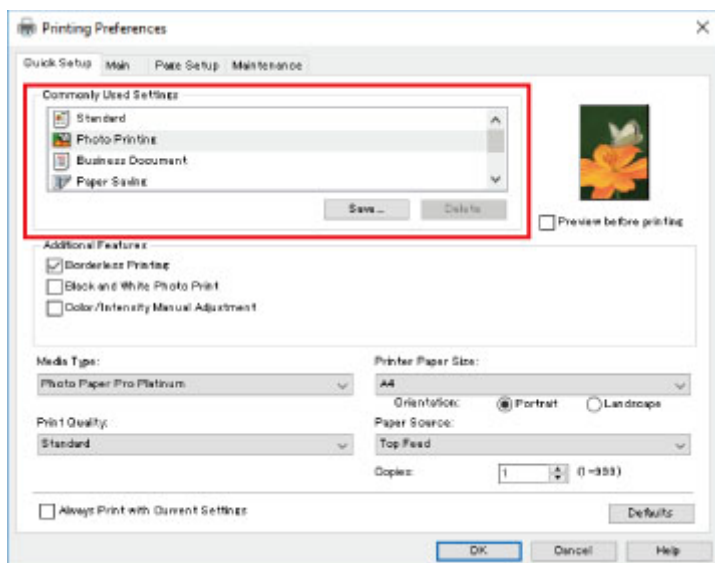 Printing Preferences
Quick Setup Main Page Setup Maintenance
Commonly Used Settings
Standard
Photo Printing
Business Document
Paper Saving
Save... Delete
Preview before printing
Additional Features
Borderless Printing
Black and White Photo Print
Color/Intensity Manual Adjustment
Media Type: Printer Paper Size:
Photo Paper Pro Platinum A4
Orientation: Portrait Landscape
Print Quality: Paper Source:
Standard Top Feed
Copies: 1 (1-999)
Always Print with Current Settings Defaults
OK Cancel Help